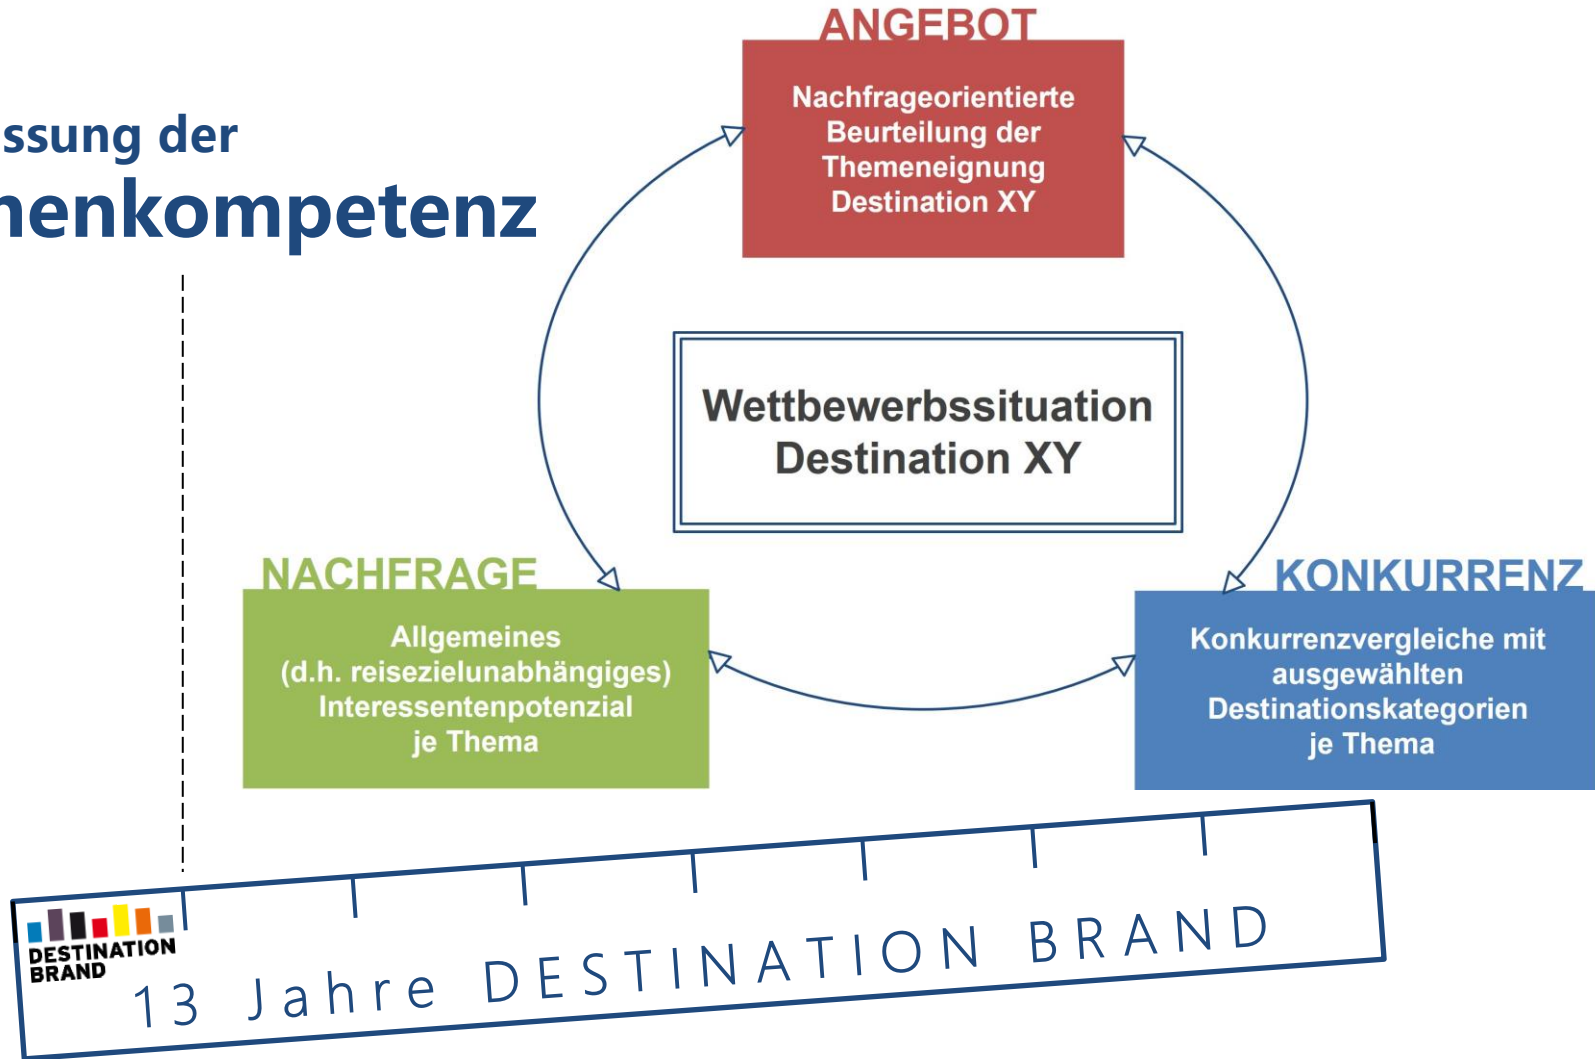 ssung der
nenkompetenz
ANGEBOT
Nachfrageorientierte
Beurteilung der
Themeneignung
Destination XY
Wettbewerbssituation
Destination XY
NACHFRAGE
Allgemeines
(d.h. reisezielunabhängiges)
Interessentenpotenzial
je Thema
KONKURRENZ
Konkurrenzvergleiche mit
ausgewählten
Destinationskategorien
je Thema
DESTINATION
BRAND
13 Jahre DESTINATION BRAND